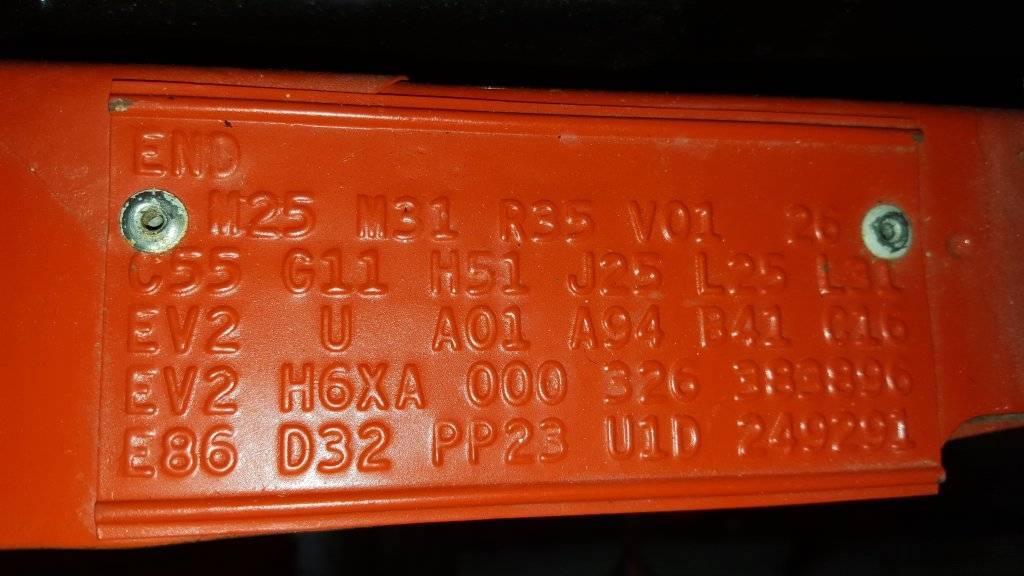 END
M25 M31 R35 V01 26
C55 G11 H51 J25 L25 L31
EV2 U A01 A94 B41 C16
EV2 H6XA 000 326 383896
E86 D32 PP23 U1D 249291